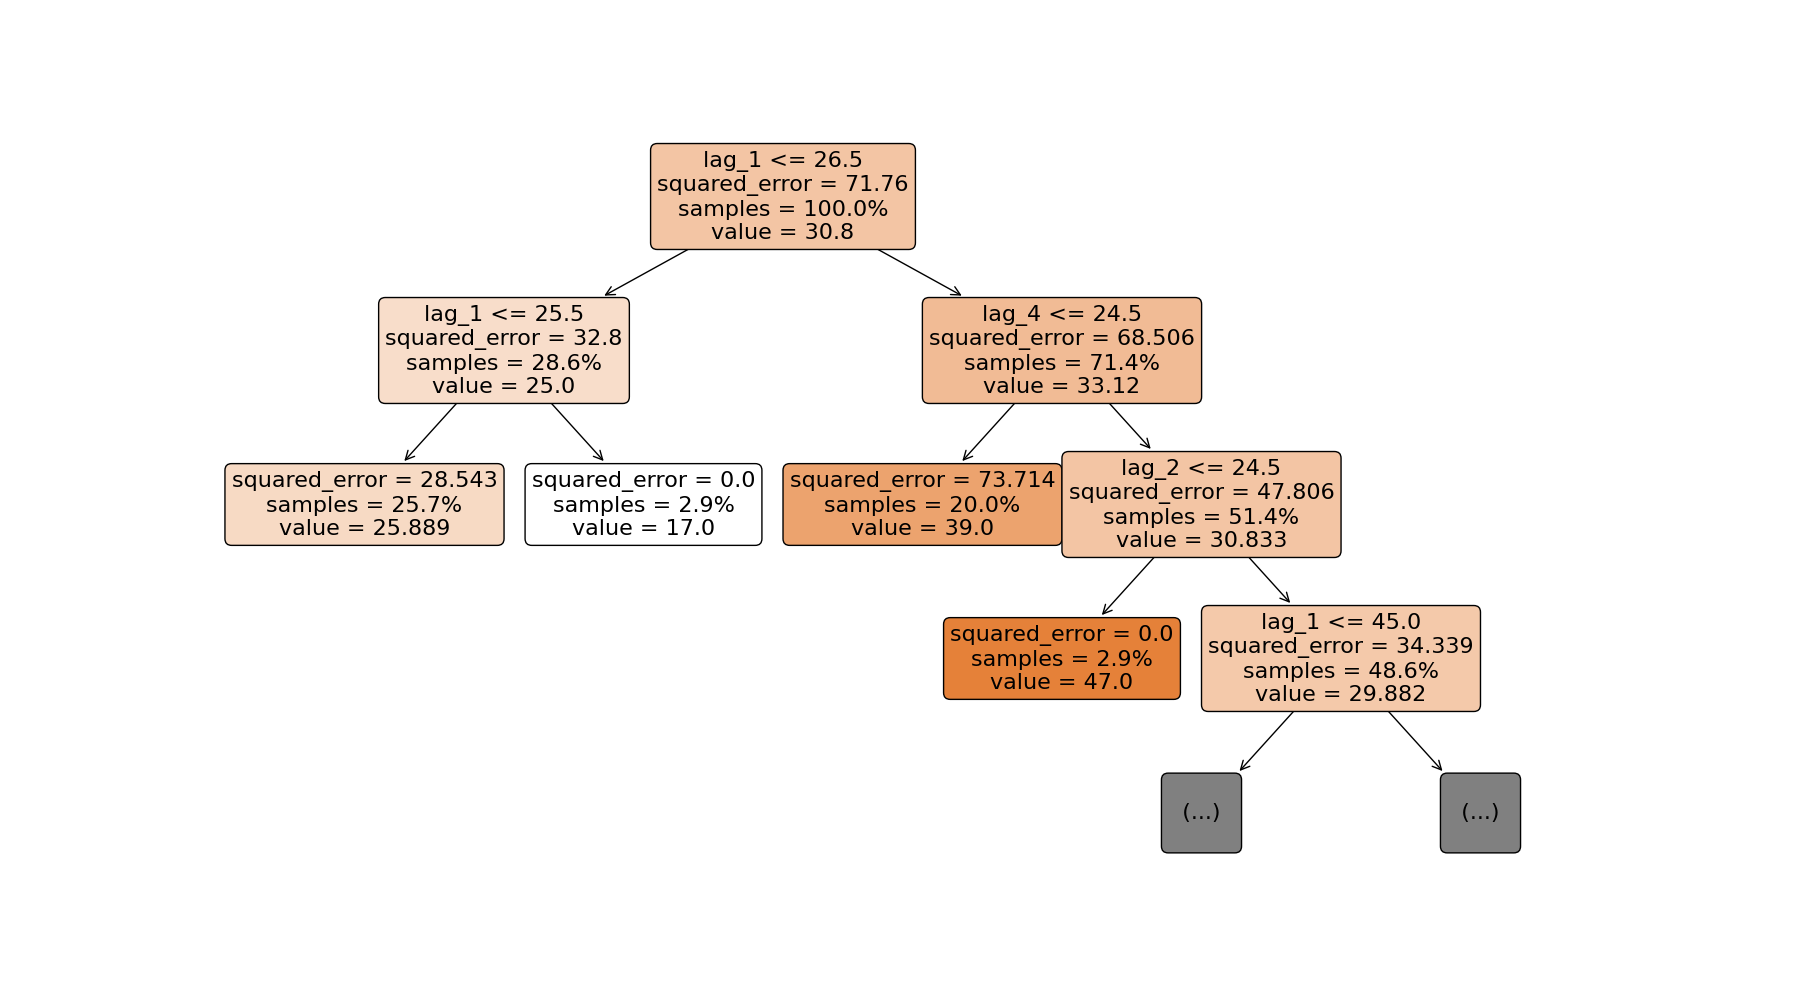 lag_1 <= 26.5
squared_error = 71.76
samples = 100.0%
value = 30.8
lag_1 <= 25.5
squared_error = 32.8
samples = 28.6%
value = 25.0
lag_4 <= 24.5
squared_error = 68.506
samples = 71.4%
value = 33.12
squared_error = 28.543
samples = 25.7%
value = 25.889
squared_error = 0.0
samples = 2.9%
value = 17.0
squared_error = 73.714
samples = 20.0%
value = 39.0
lag_2 <= 24.5
squared_error = 47.806
samples = 51.4%
value = 30.833
squared_error = 0.0
samples = 2.9%
value = 47.0
lag_1 <= 45.0
squared_error = 34.339
samples = 48.6%
value = 29.882
(...)
(...)